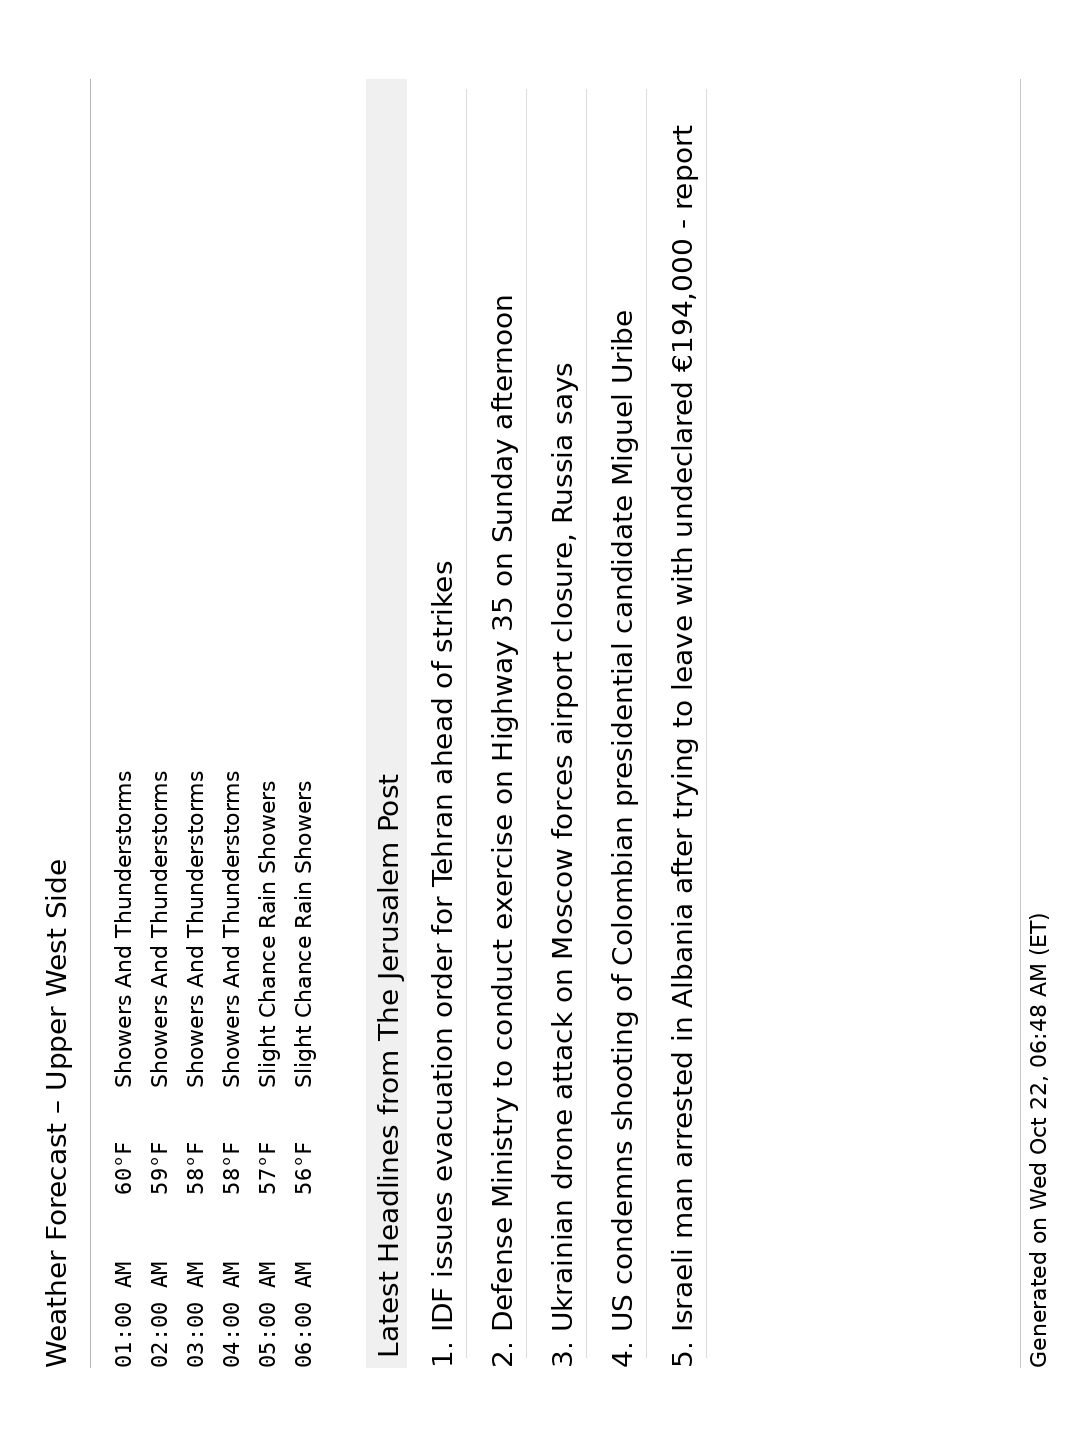 Weather Forecast – Upper West Side
01:00 AM 60°F Showers And Thunderstorms
02:00 AM 59°F Showers And Thunderstorms
03:00 AM 58°F Showers And Thunderstorms
04:00 AM 58°F Showers And Thunderstorms
05:00 AM 57°F Slight Chance Rain Showers
06:00 AM 56°F Slight Chance Rain Showers
Latest Headlines from The Jerusalem Post
1. IDF issues evacuation order for Tehran ahead of strikes
2. Defense Ministry to conduct exercise on Highway 35 on Sunday afternoon
3. Ukrainian drone attack on Moscow forces airport closure, Russia says
4. US condemns shooting of Colombian presidential candidate Miguel Uribe
5. Israeli man arrested in Albania after trying to leave with undeclared €194,000 - report
Generated on Wed Oct 22, 06:48 AM (ET)